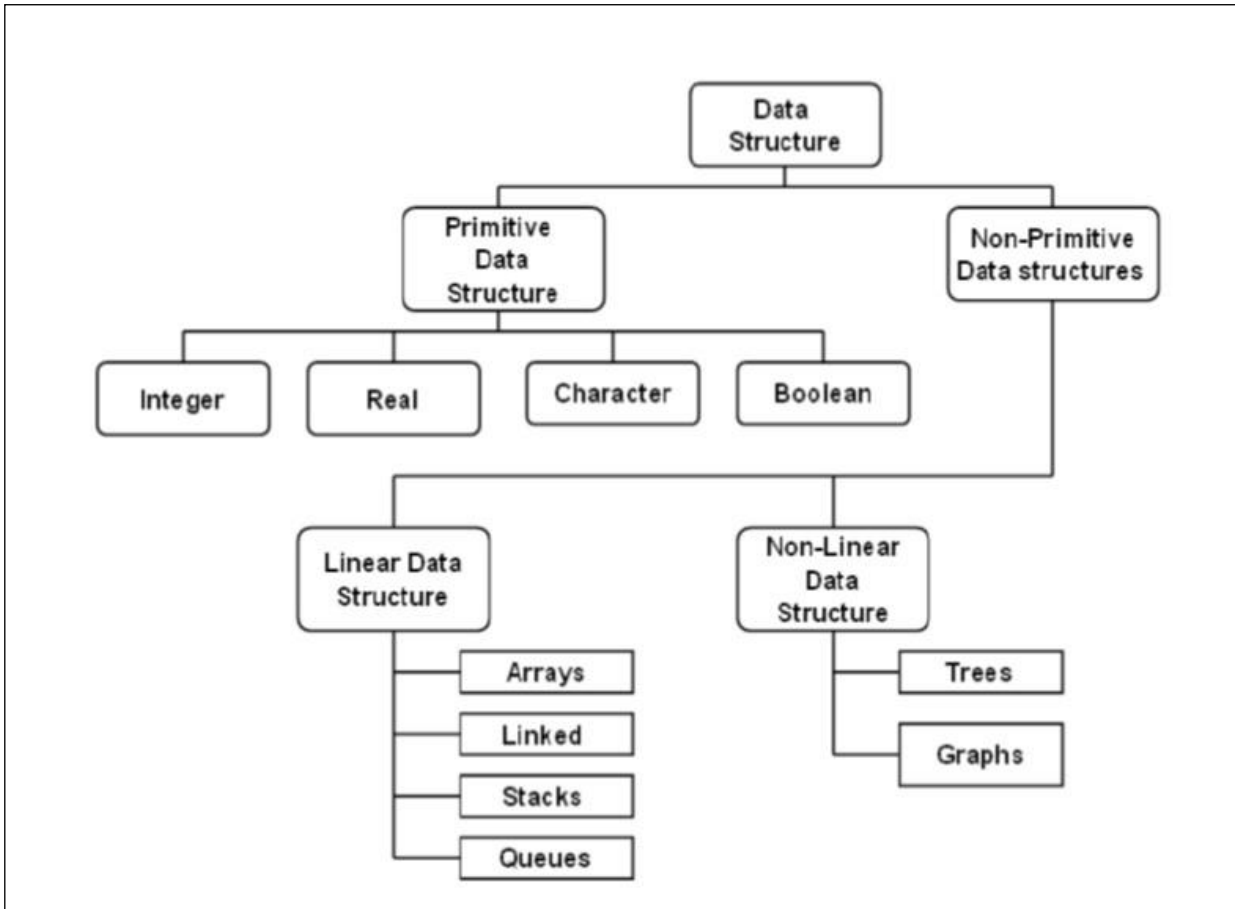 Data
Structure
Primitive
Data
Structure
Non-Primitive
Data structures
Integer
Real
Character
Boolean
Linear Data
Structure
Non-Linear
Data
Structure
Arrays
Linked
Stacks
Queues
Trees
Graphs